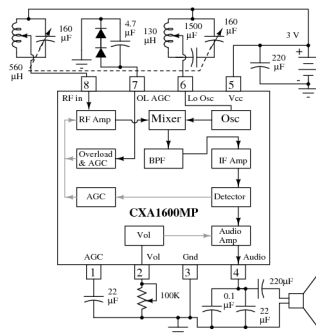 160
µF
4.7
µF
130
µH
1500
µF
160
µF
560
µH
220
µF
3 V
+
-
8
7
6
5
RF in
OL AGC
Lo Osc
Vcc
RF Amp
Mixer
Osc
Overload
& AGC
BPF
IF Amp
AGC
Detector
CXA1600MP
Vol
Audio
Amp
AGC
Vol
Gnd
Audio
1
2
3
4
22
µF
100K
0.1
µF
22
µF
220µF